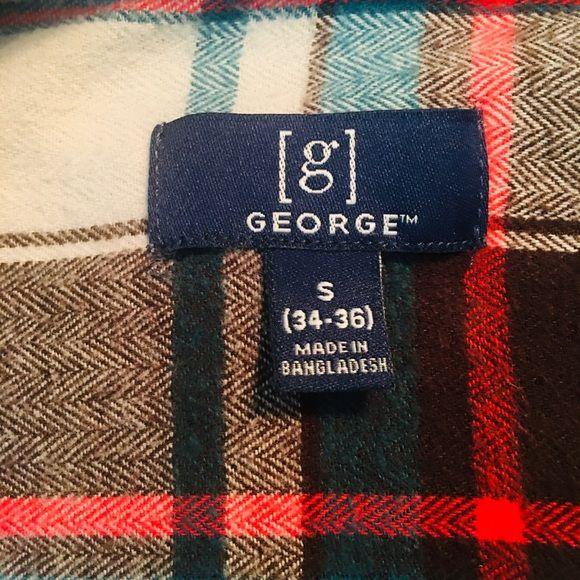 [g]
GEORGE™
S
(34-36)
MADE IN
BANGLADESH